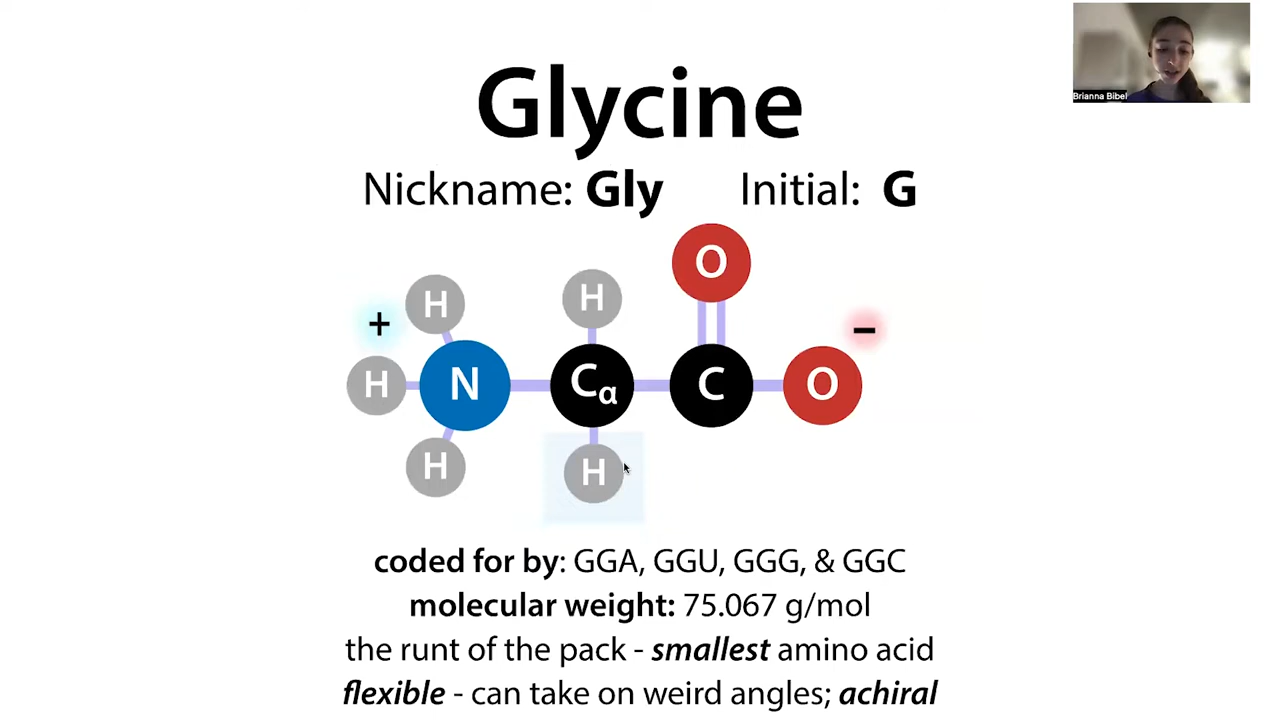 Brianna Bibel
Glycine
Nickname: Gly Initial: G
O
H H
+ −
H N Cα C O
H H
coded for by: GGA, GGU, GGG, & GGC
molecular weight: 75.067 g/mol
the runt of the pack - smallest amino acid
flexible - can take on weird angles; achiral